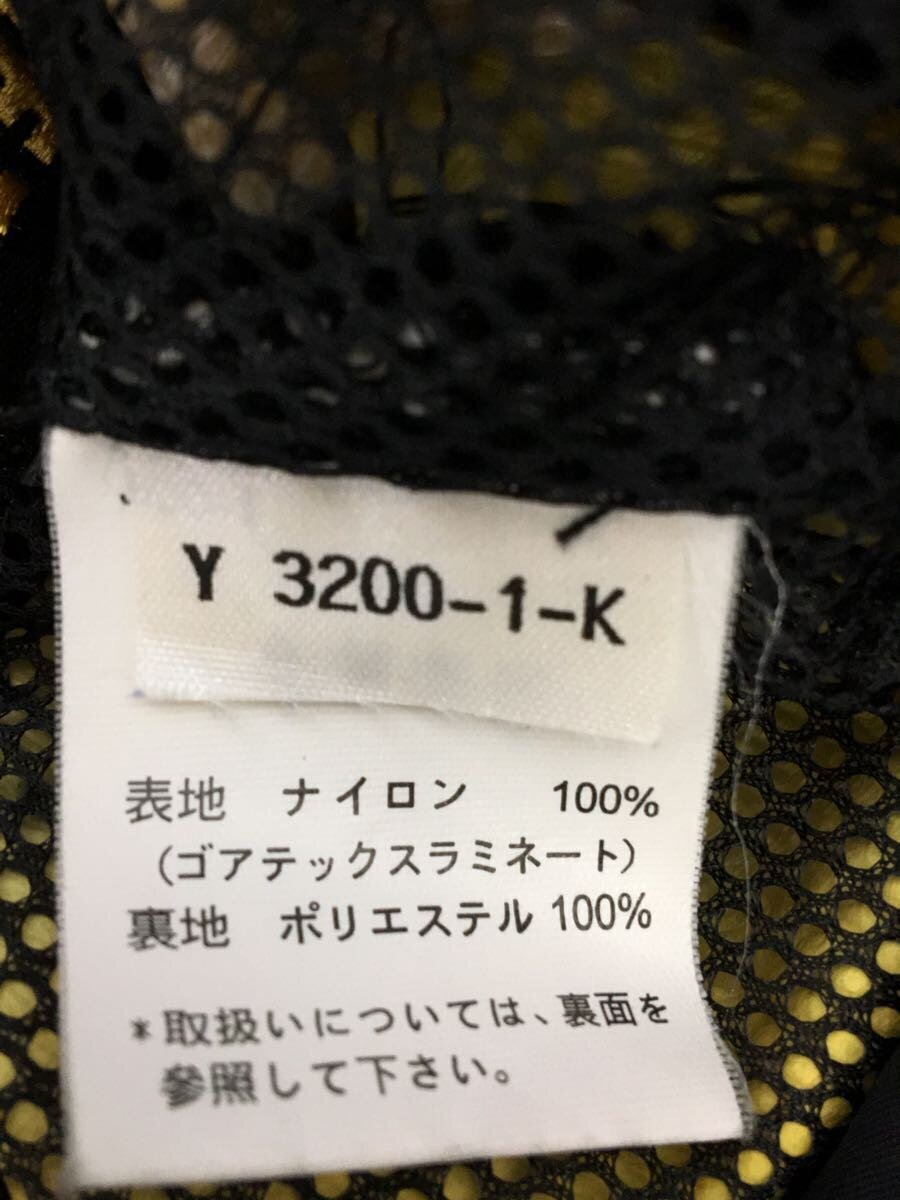 Y 3200-1-K
表地 ナイロン 100%
(ゴアテックスラミネート)
裏地 ポリエステル 100%
*取扱いについては、裏面を
参照して下さい。